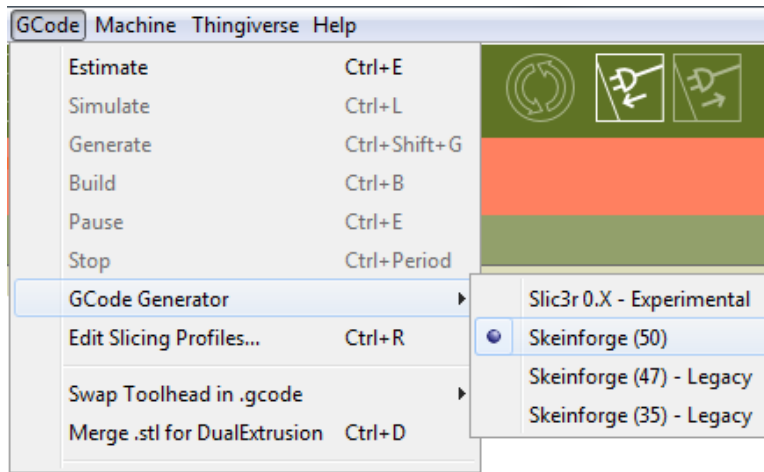 GCode Machine Thingiverse Help
Estimate Ctrl+E
Simulate Ctrl+L
Generate Ctrl+Shift+G
Build Ctrl+B
Pause Ctrl+E
Stop Ctrl+Period
GCode Generator
Slic3r 0.X - Experimental
Edit Slicing Profiles... Ctrl+R
Skeinforge (50)
Skeinforge (47) - Legacy
Swap Toolhead in .gcode
Skeinforge (35) - Legacy
Merge .stl for DualExtrusion Ctrl+D